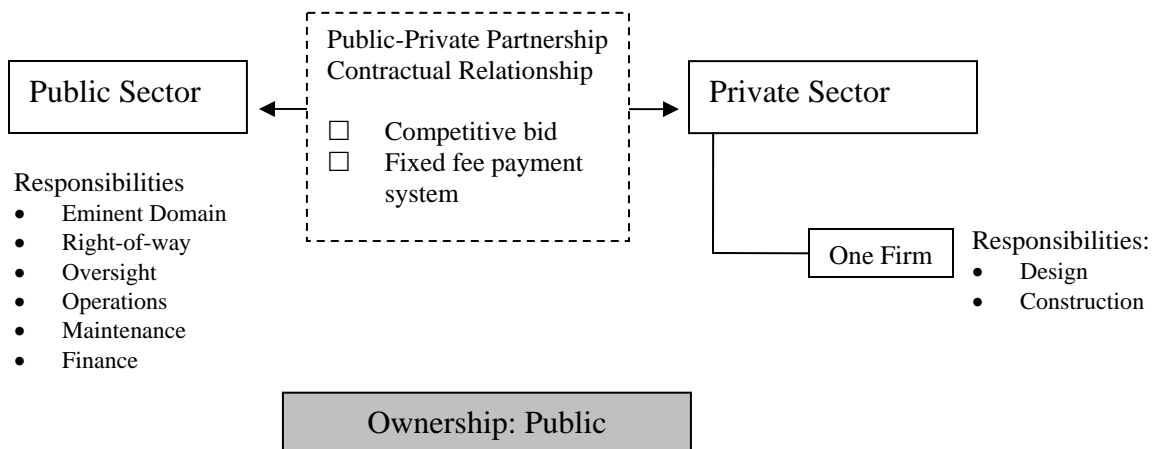 Public Sector
Public-Private Partnership
Contractual Relationship
☐ Competitive bid
☐ Fixed fee payment
system
Private Sector
Responsibilities
• Eminent Domain
• Right-of-way
• Oversight
• Operations
• Maintenance
• Finance
One Firm
Responsibilities:
• Design
• Construction
Ownership: Public